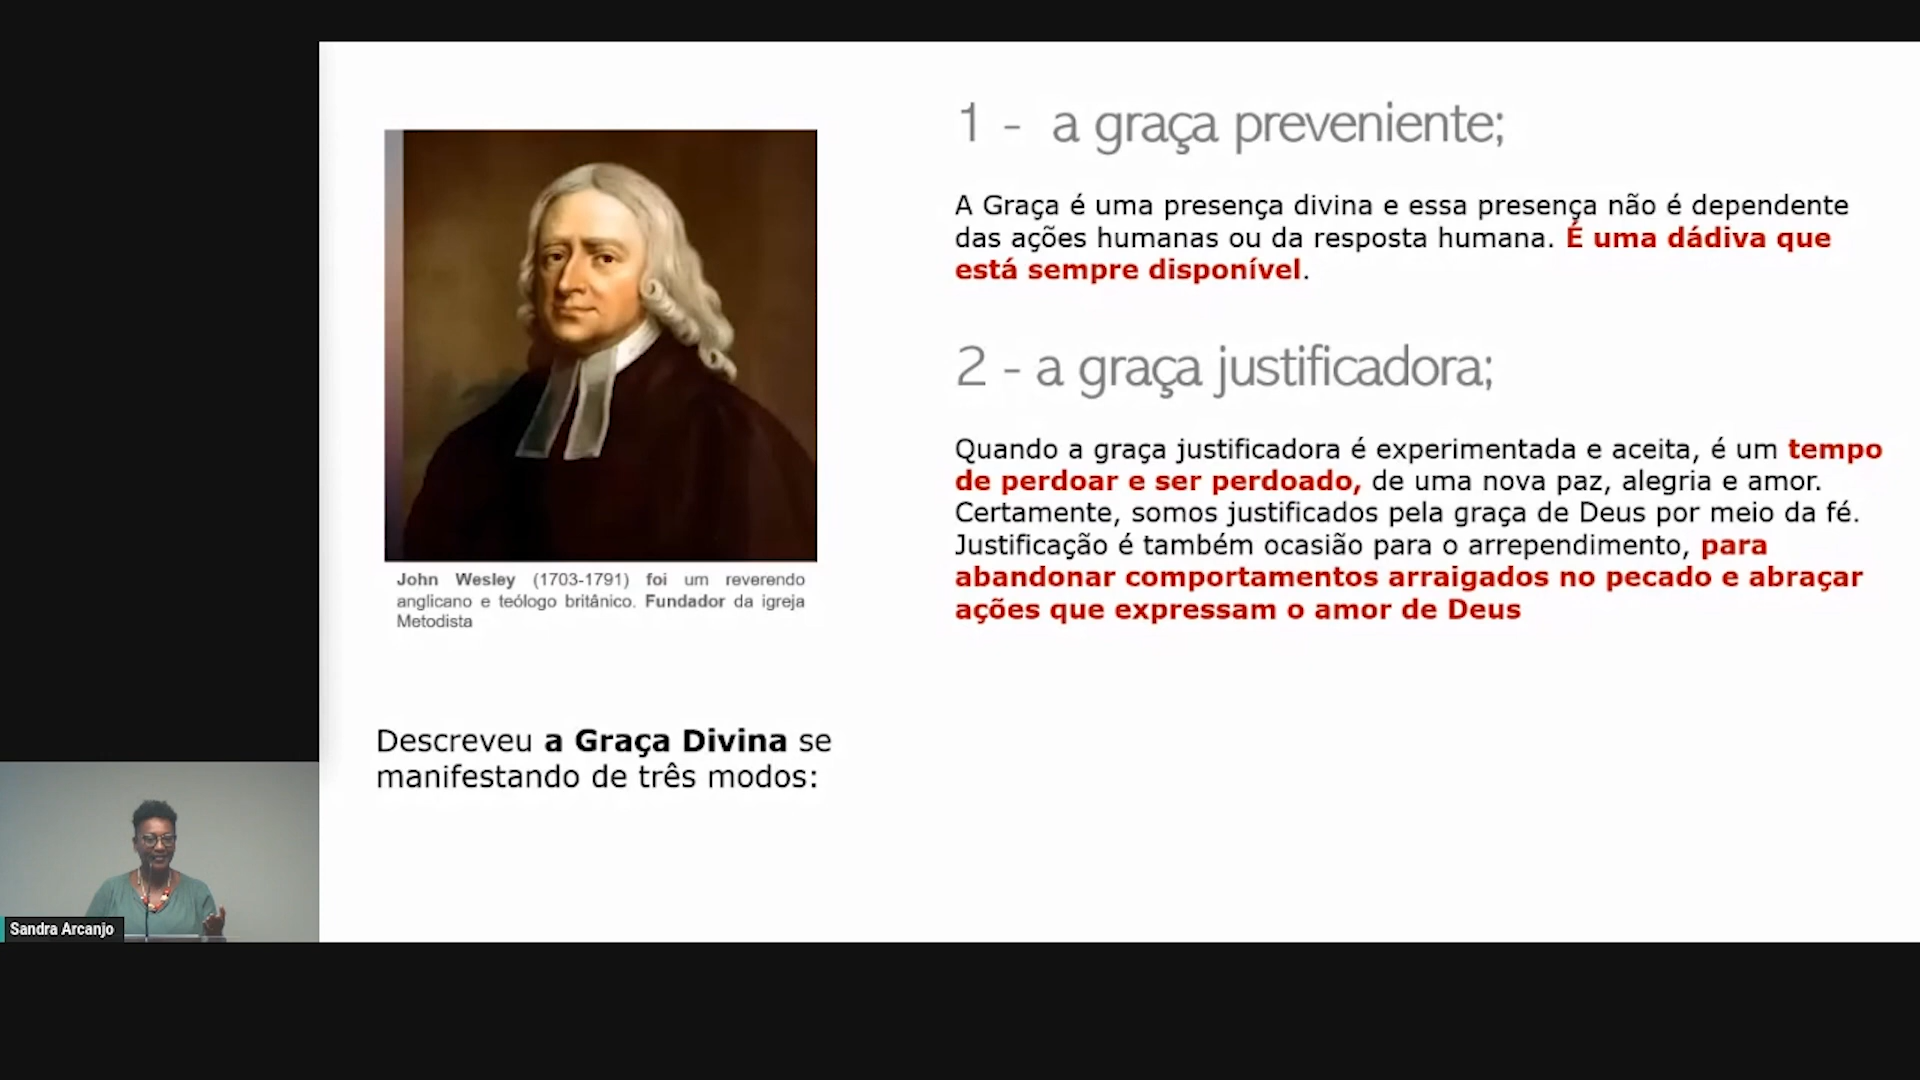 John Wesley (1703-1791) foi um reverendo
anglicano e teólogo britânico. Fundador da igreja
Metodista
Descreveu a Graça Divina se
manifestando de três modos:
1 - a graça preveniente;
A Graça é uma presença divina e essa presença não é dependente
das ações humanas ou da resposta humana. É uma dádiva que
está sempre disponível.
2 - a graça justificadora;
Quando a graça justificadora é experimentada e aceita, é um tempo
de perdoar e ser perdoado, de uma nova paz, alegria e amor.
Certamente, somos justificados pela graça de Deus por meio da fé.
Justificação é também ocasião para o arrependimento, para
abandonar comportamentos arraigados no pecado e abraçar
ações que expressam o amor de Deus
Sandra Arcanjo